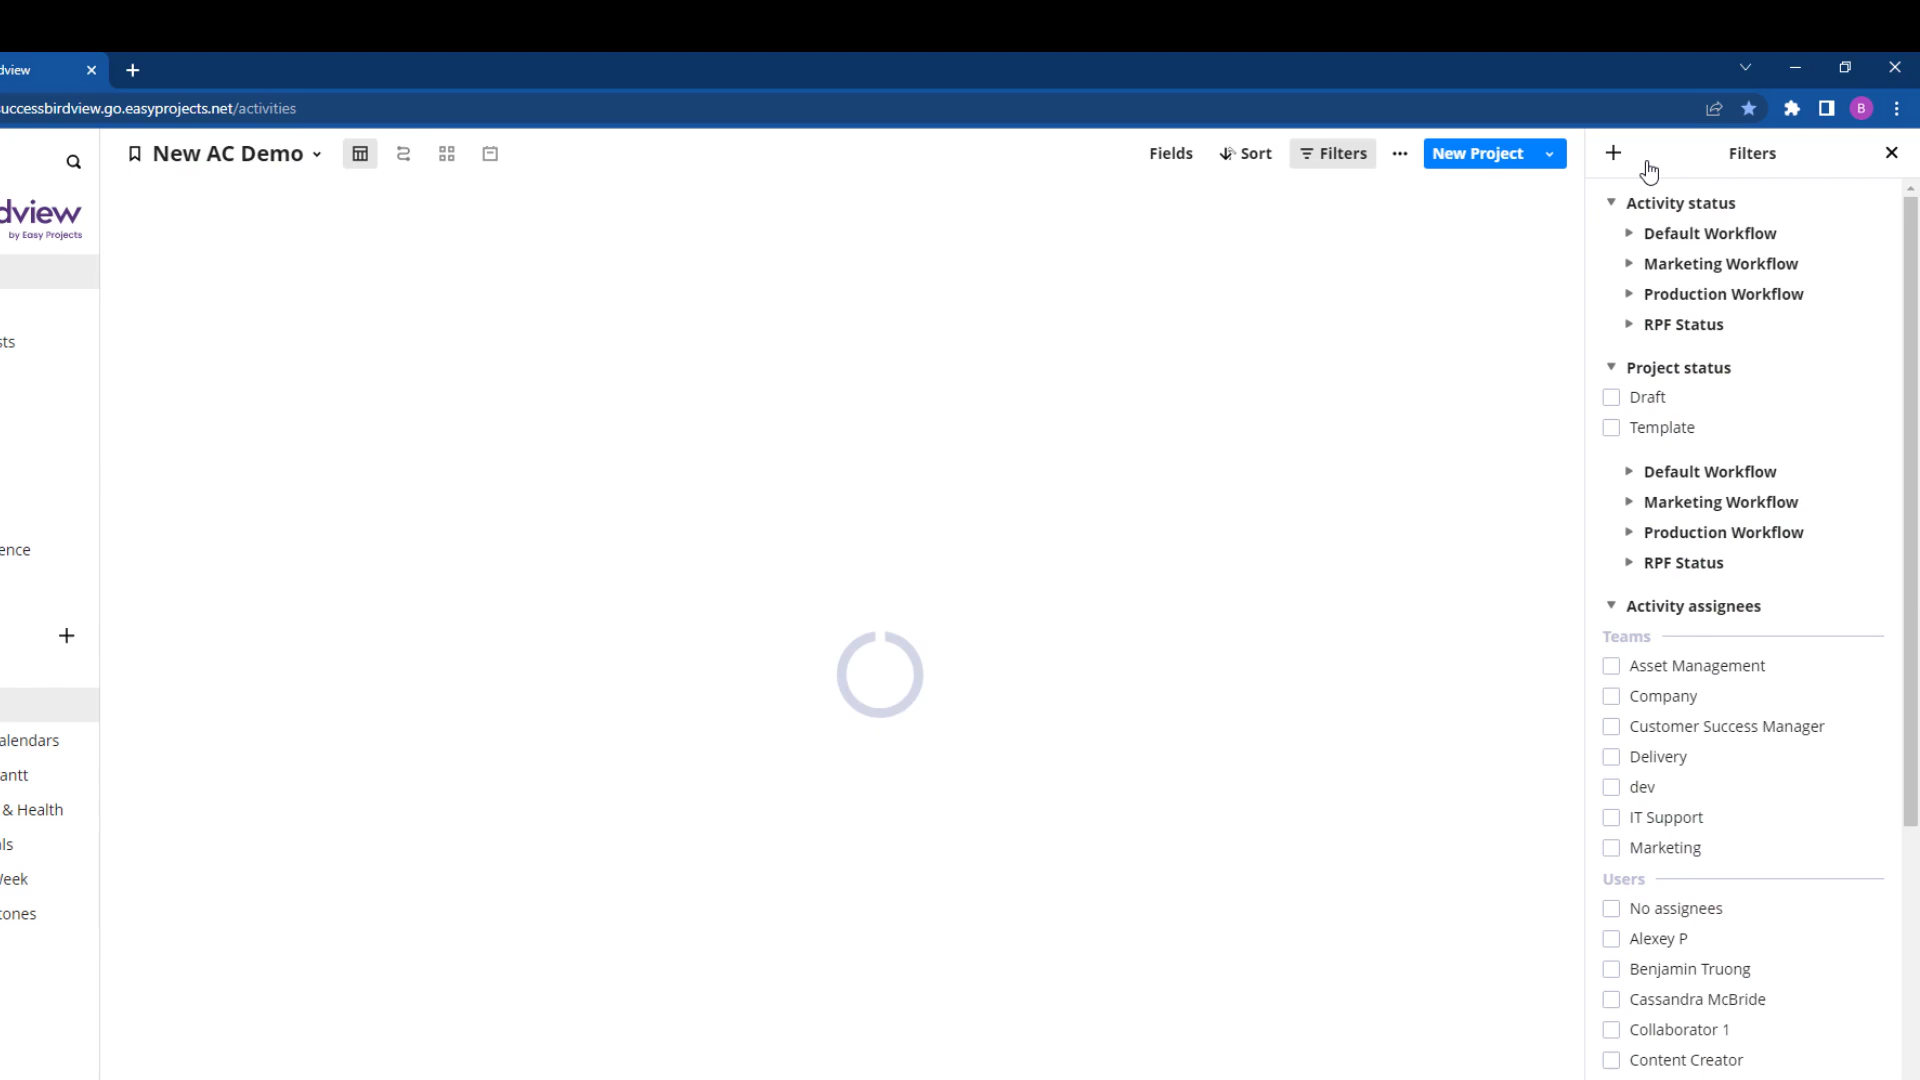 dview
uccessbirdview.go.easyprojects.net/activities
B
New AC Demo
Fields
Sort
Filters
New Project
Filters
dview
by Easy Projects
sts
ence
alendars
antt
& Health
ls
Week
tones
Activity status
Default Workflow
Marketing Workflow
Production Workflow
RPF Status
Project status
Draft
Template
Default Workflow
Marketing Workflow
Production Workflow
RPF Status
Activity assignees
Teams
Asset Management
Company
Customer Success Manager
Delivery
dev
IT Support
Marketing
Users
No assignees
Alexey P
Benjamin Truong
Cassandra McBride
Collaborator 1
Content Creator